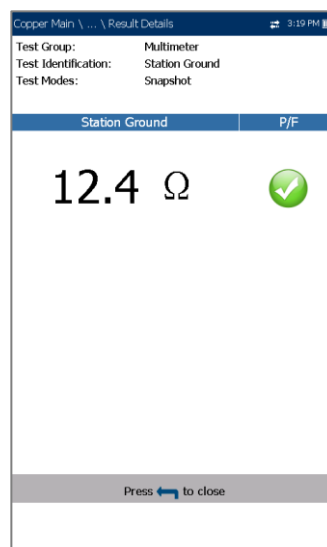 Copper Main \ ... \ Result Details 3:19 PM
Test Group: Multimeter
Test Identification: Station Ground
Test Modes: Snapshot
Station Ground P/F
12.4 Ω
Press to close